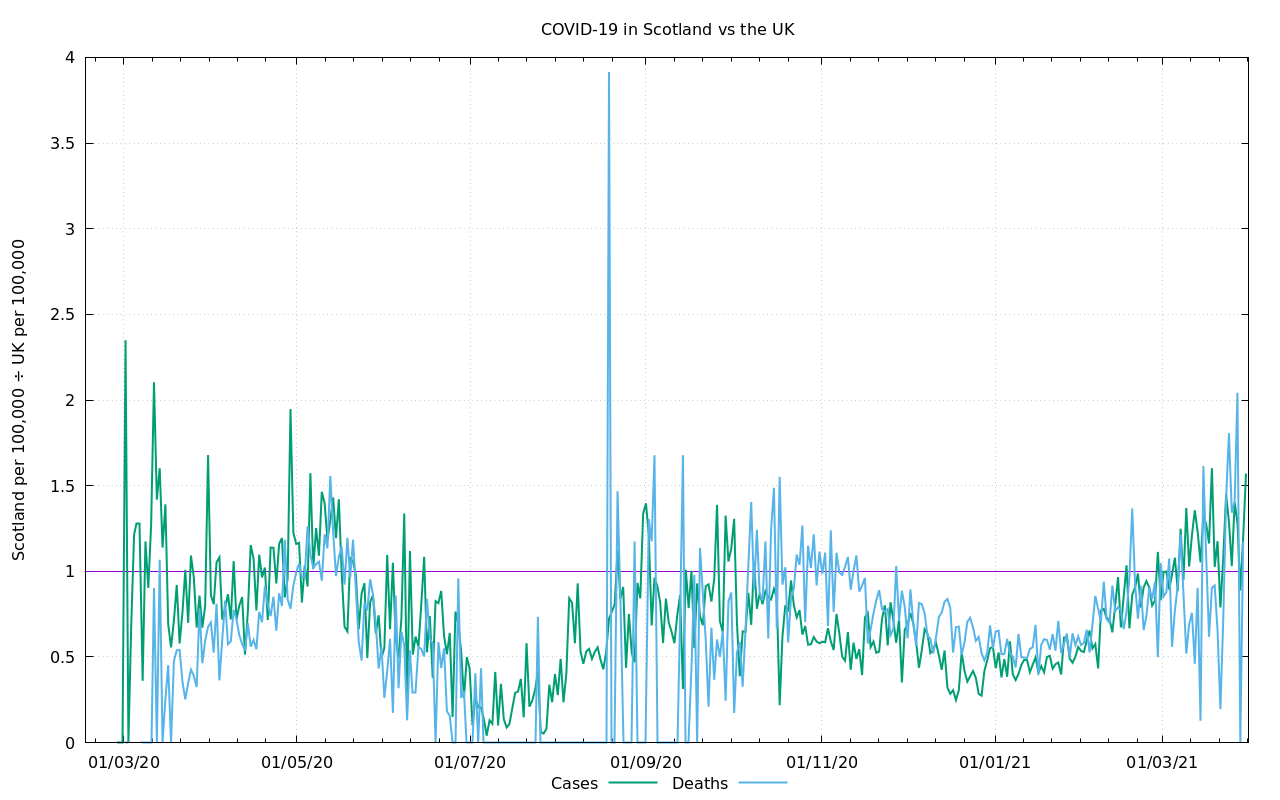 COVID-19 in Scotland vs the UK
Scotland per 100,000 ÷ UK per 100,000
4
3.5
3
2.5
2
1.5
1
0.5
0
01/03/20 01/05/20 01/07/20 01/09/20 01/11/20 01/01/21 01/03/21
Cases Deaths